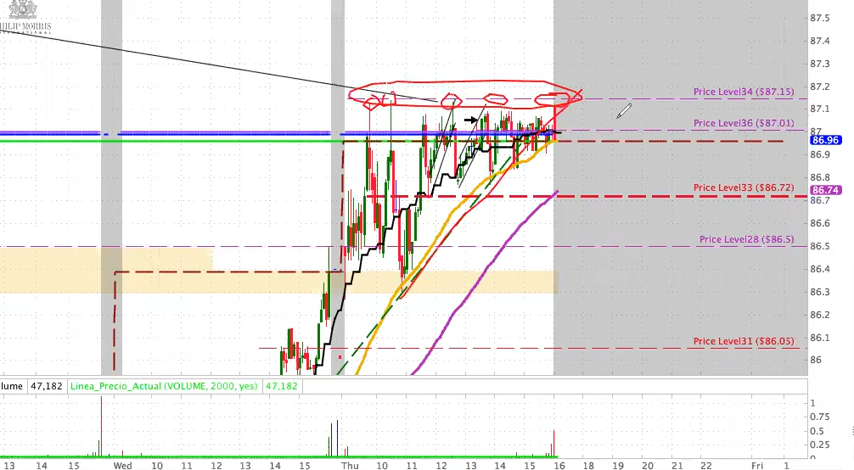 PHILIP MORRIS
INTERNATIONAL
87.5
87.4
87.3
87.2
Price Level34 ($87.15)
87.1
Price Level36 ($87.01)
87
86.96
86.9
86.8
Price Level33 ($86.72)
86.74
86.7
86.6
86.5
Price Level28 ($86.5)
86.4
86.3
86.2
86.1
Price Level31 ($86.05)
86
lume 47,182 Linea_Precio_Actual (VOLUME, 2000, yes) 47,182
1
0.75
0.5
0.25
13 14 15 Wed 10 11 12 13 14 15 Thu 10 11 12 13 14 15 16 18 19 20 21 22 Fri